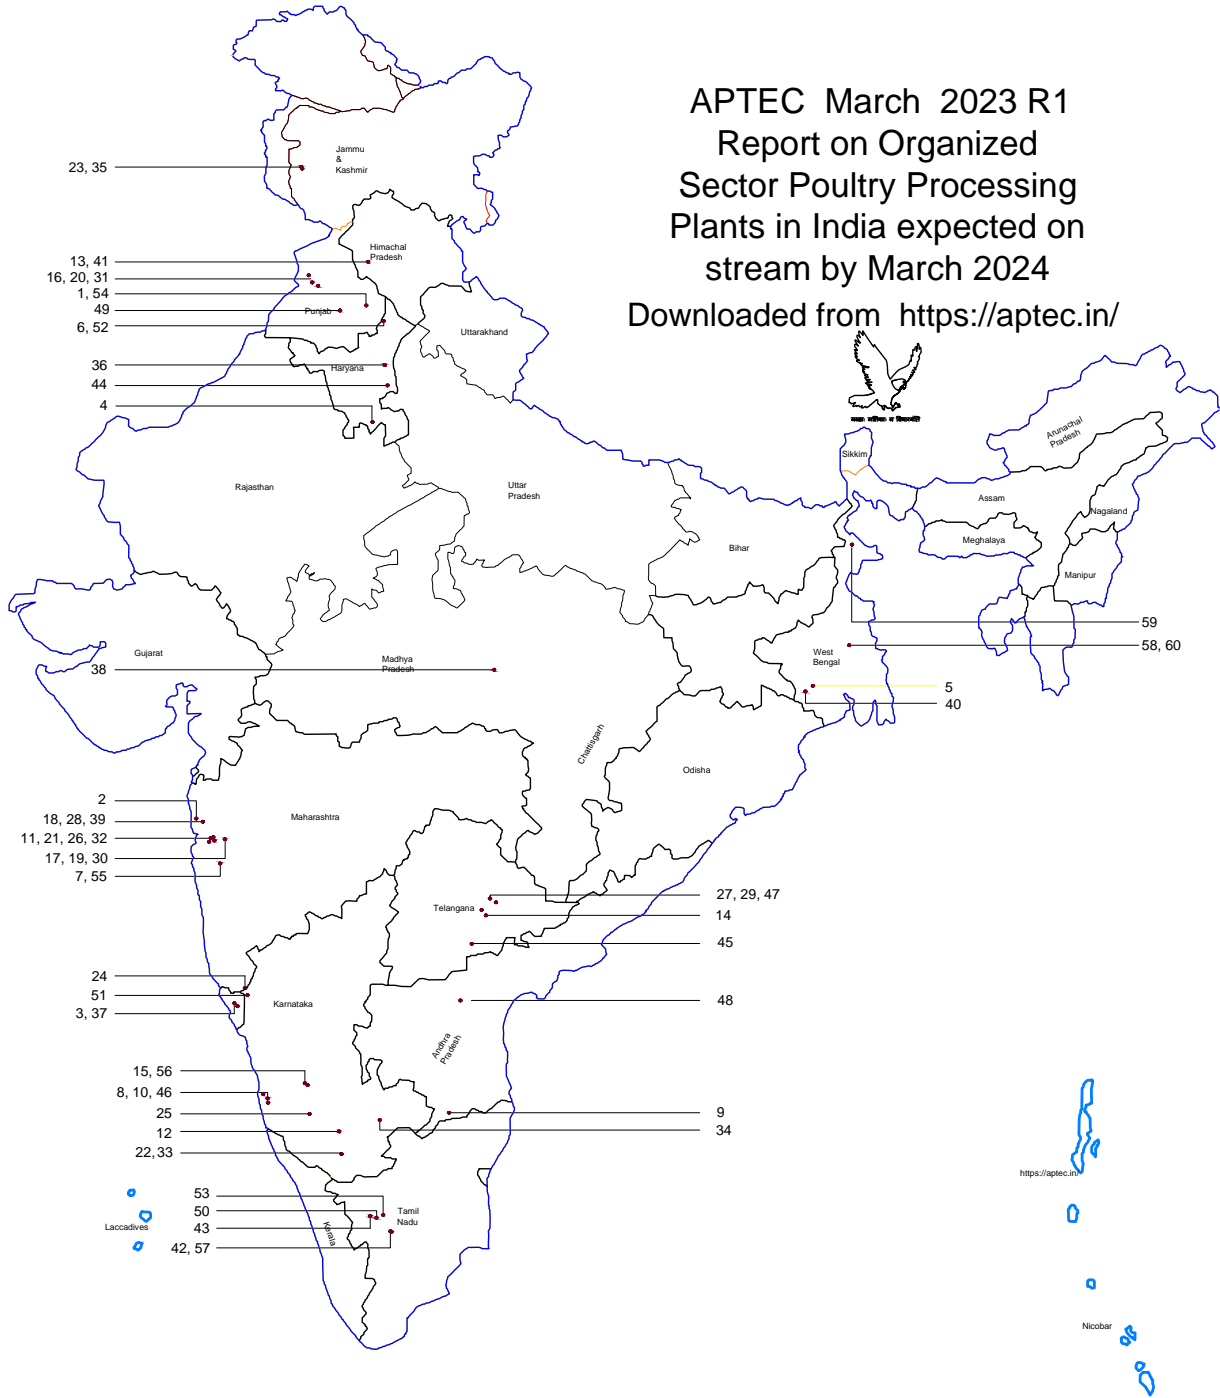 APTEC March 2023 R1
Report on Organized
Sector Poultry Processing
Plants in India expected on
stream by March 2024
Downloaded from https://aptec.in/
Jammu
&
Kashmir
23, 35
Himachal
Pradesh
13, 41
16, 20, 31
1, 54
49
Punjab
6, 52
Uttarakhand
36
Haryana
44
4
Rajasthan
Uttar
Pradesh
Sikkim
Arunachal
Pradesh
Assam
Nagaland
Meghalaya
Manipur
Bihar
59
58, 60
Gujarat
38
Madhya
Pradesh
West
Bengal
5
40
Chattisgarh
Odisha
2
18, 28, 39
11, 21, 26, 32
17, 19, 30
7, 55
Maharashtra
Telangana
27, 29, 47
14
45
24
51
3, 37
Karnataka
48
Andhra
Pradesh
15, 56
8, 10, 46
25
12
22, 33
9
34
53
50
43
42, 57
Tamil
Nadu
Kerala
Laccadives
https://aptec.in/
Nicobar